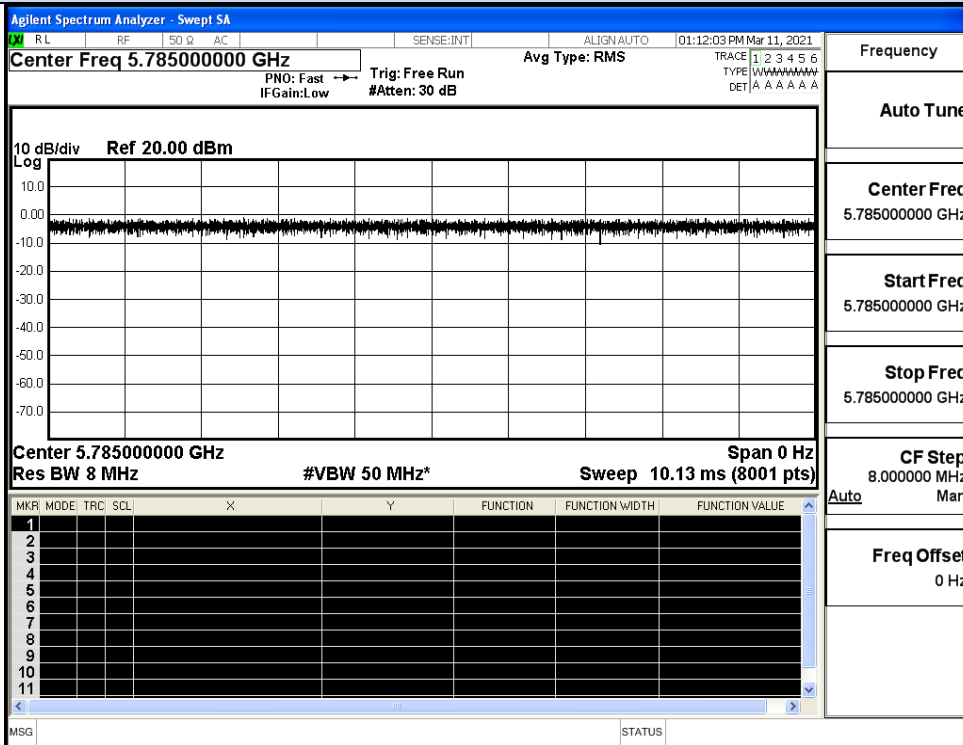 Agilent Spectrum Analyzer - Swept SA
LXI RL RF 50 Ω AC SENSE:INT ALIGNAUTO 01:12:03 PM Mar 11, 2021
Center Freq 5.785000000 GHz
Avg Type: RMS
TRACE 1 2 3 4 5 6
PNO: Fast Trig: Free Run
TYPE WWWWWW
IFGain:Low #Atten: 30 dB
DET A A A A A A
10 dB/div Ref 20.00 dBm
Log
10.0
0.00
-10.0
-20.0
-30.0
-40.0
-50.0
-60.0
-70.0
Center 5.785000000 GHz Span 0 Hz
Res BW 8 MHz #VBW 50 MHz* Sweep 10.13 ms (8001 pts)
MKR MODE TRC SCL X Y FUNCTION FUNCTION WIDTH FUNCTION VALUE
1
2
3
4
5
6
7
8
9
10
11
MSG STATUS
Frequency
Auto Tune
Center Freq
5.785000000 GHz
Start Freq
5.785000000 GHz
Stop Freq
5.785000000 GHz
CF Step
8.000000 MHz
Auto Man
Freq Offset
0 Hz